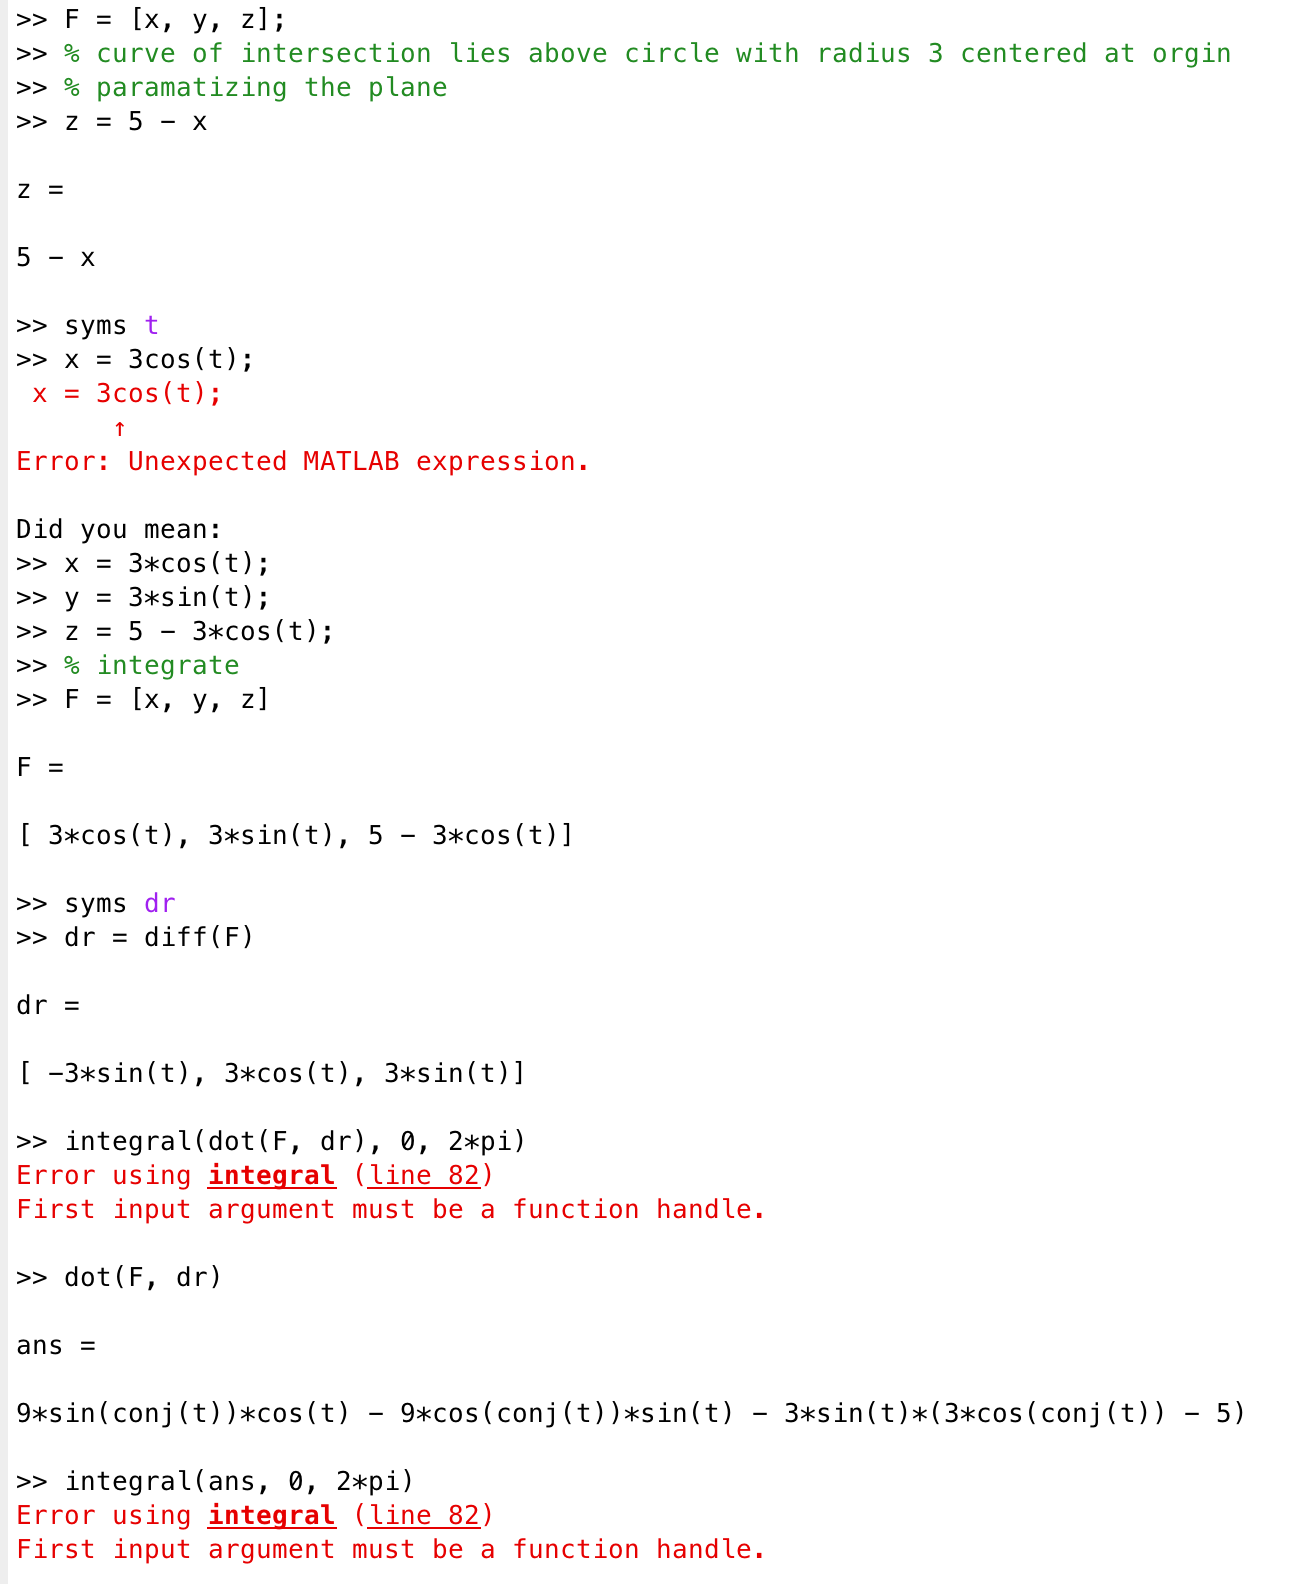 >> F = [x, y, z];
>> % curve of intersection lies above circle with radius 3 centered at orgin
>> % paramatizing the plane
>> z = 5 - x
z =
5 - x
>> syms t
>> x = 3cos(t);
x = 3cos(t);
↑
Error: Unexpected MATLAB expression.
Did you mean:
>> x = 3*cos(t);
>> y = 3*sin(t);
>> z = 5 - 3*cos(t);
>> % integrate
>> F = [x, y, z]
F =
[ 3*cos(t), 3*sin(t), 5 - 3*cos(t)]
>> syms dr
>> dr = diff(F)
dr =
[ -3*sin(t), 3*cos(t), 3*sin(t)]
>> integral(dot(F, dr), 0, 2*pi)
Error using integral (line 82)
First input argument must be a function handle.
>> dot(F, dr)
ans =
9*sin(conj(t))*cos(t) - 9*cos(conj(t))*sin(t) - 3*sin(t)*(3*cos(conj(t)) - 5)
>> integral(ans, 0, 2*pi)
Error using integral (line 82)
First input argument must be a function handle.